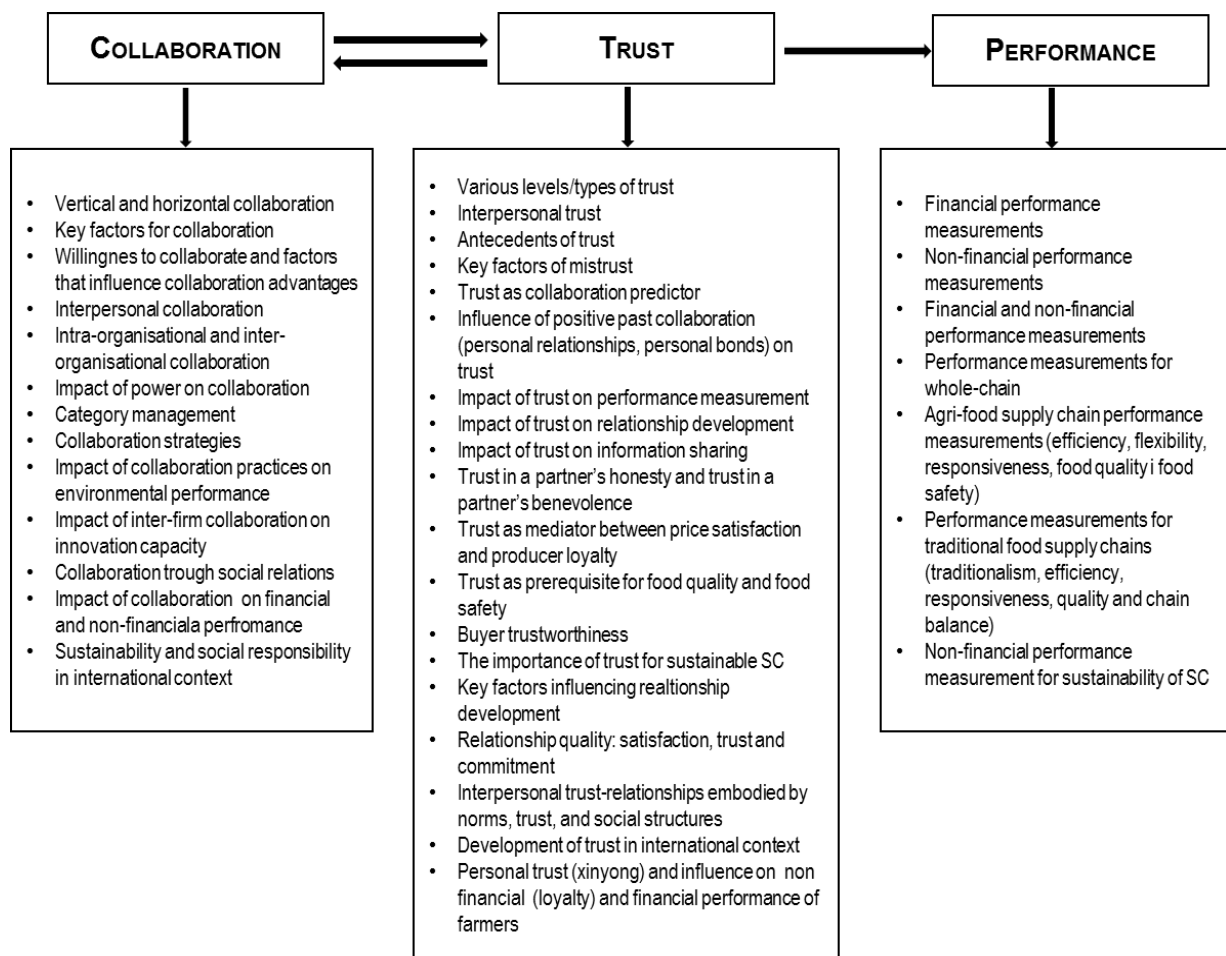 COLLABORATION
TRUST
PERFORMANCE
• Vertical and horizontal collaboration
• Key factors for collaboration
• Willingnes to collaborate and factors
that influence collaboration advantages
• Interpersonal collaboration
• Intra-organisational and inter-
organisational collaboration
• Impact of power on collaboration
• Category management
• Collaboration strategies
• Impact of collaboration practices on
environmental performance
• Impact of inter-firm collaboration on
innovation capacity
• Collaboration trough social relations
• Impact of collaboration on financial
and non-financiala perfromance
• Sustainability and social responsibility
in international context
• Various levels/types of trust
• Interpersonal trust
• Antecedents of trust
• Key factors of mistrust
• Trust as collaboration predictor
• Influence of positive past collaboration
(personal relationships, personal bonds) on
trust
• Impact of trust on performance measurement
• Impact of trust on relationship development
• Impact of trust on information sharing
• Trust in a partner's honesty and trust in a
partner's benevolence
• Trust as mediator between price satisfaction
and producer loyalty
• Trust as prerequisite for food quality and food
safety
• Buyer trustworthiness
• The importance of trust for sustainable SC
• Key factors influencing realtionship
development
• Relationship quality: satisfaction, trust and
commitment
• Interpersonal trust-relationships embodied by
norms, trust, and social structures
• Development of trust in international context
• Personal trust (xinyong) and influence on non
financial (loyalty) and financial performance of
farmers
• Financial performance
measurements
• Non-financial performance
measurements
• Financial and non-financial
performance measurements
• Performance measurements for
whole-chain
• Agri-food supply chain performance
measurements (efficiency, flexibility,
responsiveness, food quality i food
safety)
• Performance measurements for
traditional food supply chains
(traditionalism, efficiency,
responsiveness, quality and chain
balance)
• Non-financial performance
measurement for sustainability of SC